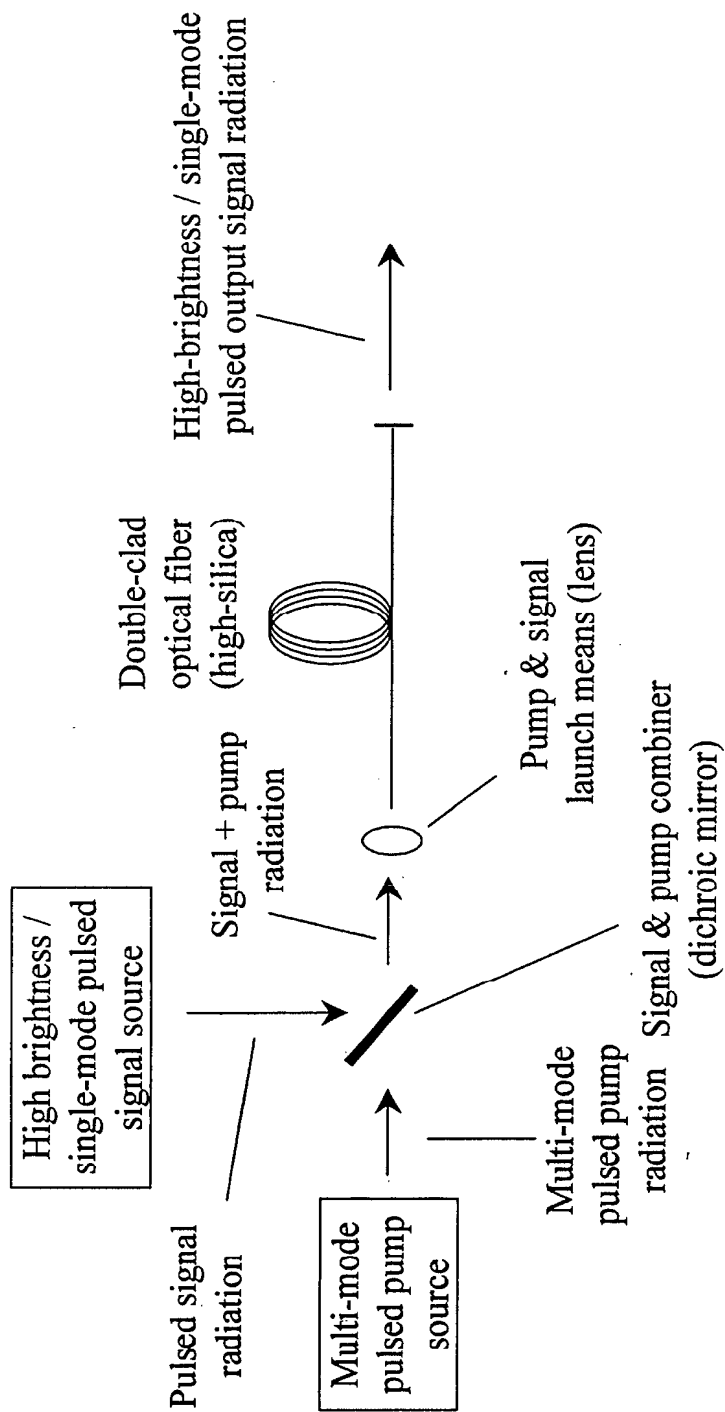 High brightness /
single-mode pulsed
signal source
Pulsed signal
radiation
Multi-mode
pulsed pump
source
Multi-mode
pulsed pump
radiation
Signal & pump combiner
(dichroic mirror)
Signal + pump
radiation
Pump & signal
launch means (lens)
Double-clad
optical fiber
(high-silica)
High-brightness / single-mode
pulsed output signal radiation